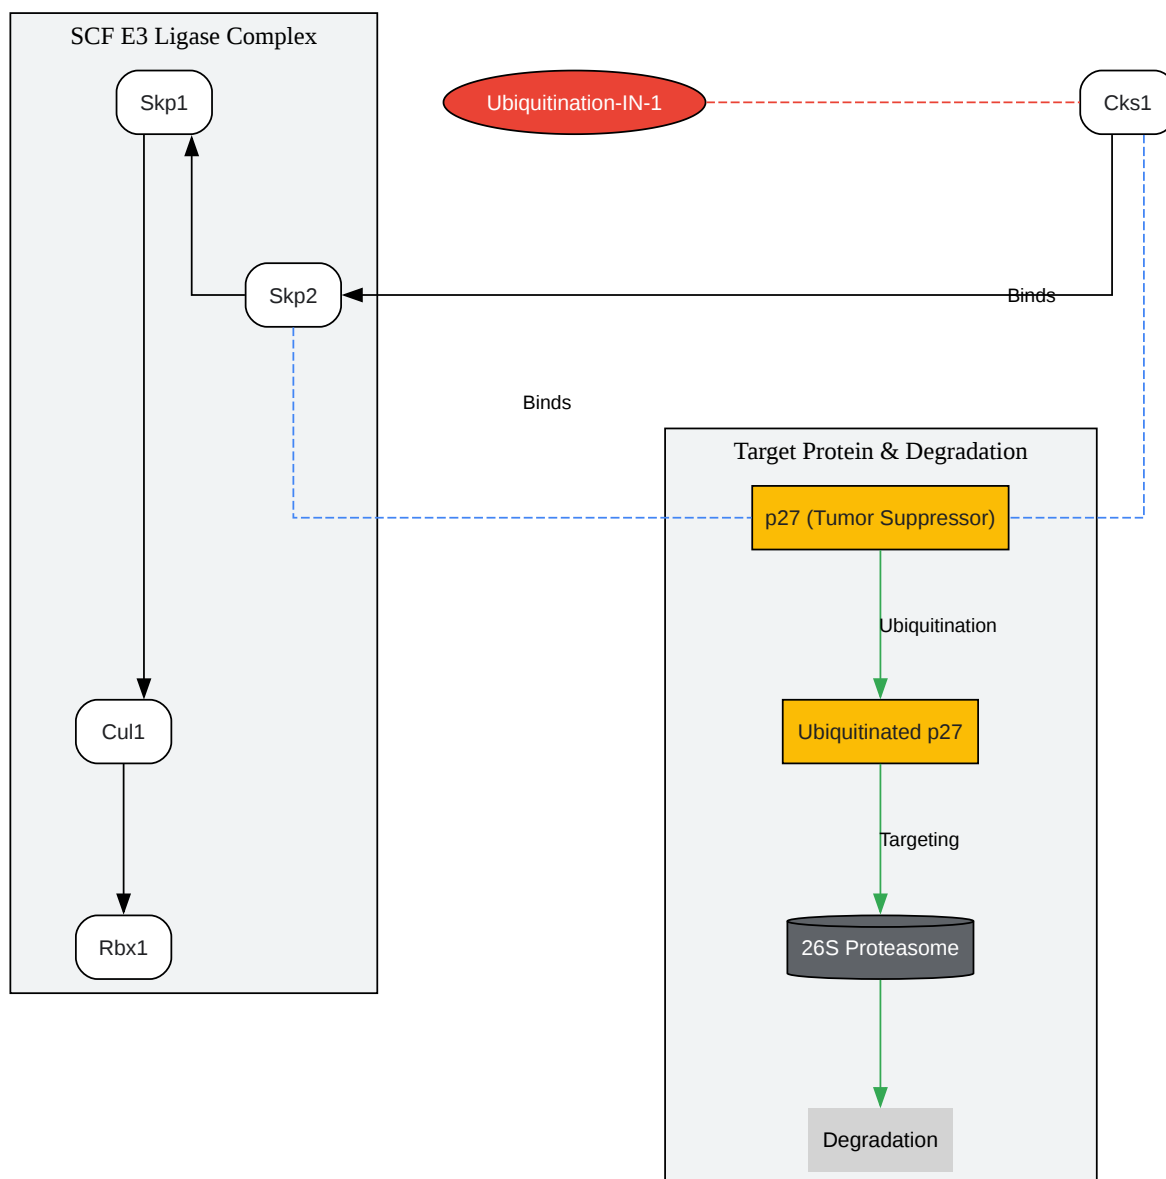 SCF E3 Ligase Complex
Skp1
Ubiquitination-IN-1
Cks1
Skp2
Binds
Binds
Target Protein & Degradation
p27 (Tumor Suppressor)
Ubiquitination
Cul1
Ubiquitinated p27
Targeting
Rbx1
26S Proteasome
Degradation